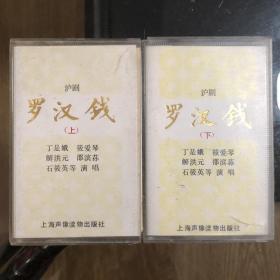 沪剧
罗汉钱
(上)
丁是娥 筱爱琴
解洪元 邵滨荪
石筱英等 演唱
上海声像读物出版社
沪剧
罗汉钱
(下)
丁是娥 筱爱琴
解洪元 邵滨荪
石筱英等 演唱
上海声像读物出版社